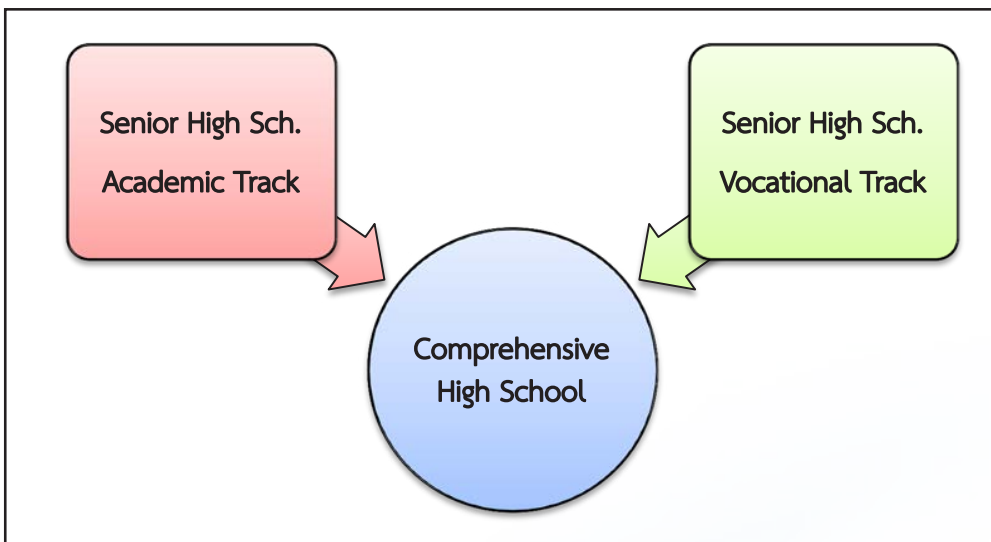 Senior High Sch.
Academic Track
Senior High Sch.
Vocational Track
Comprehensive
High School